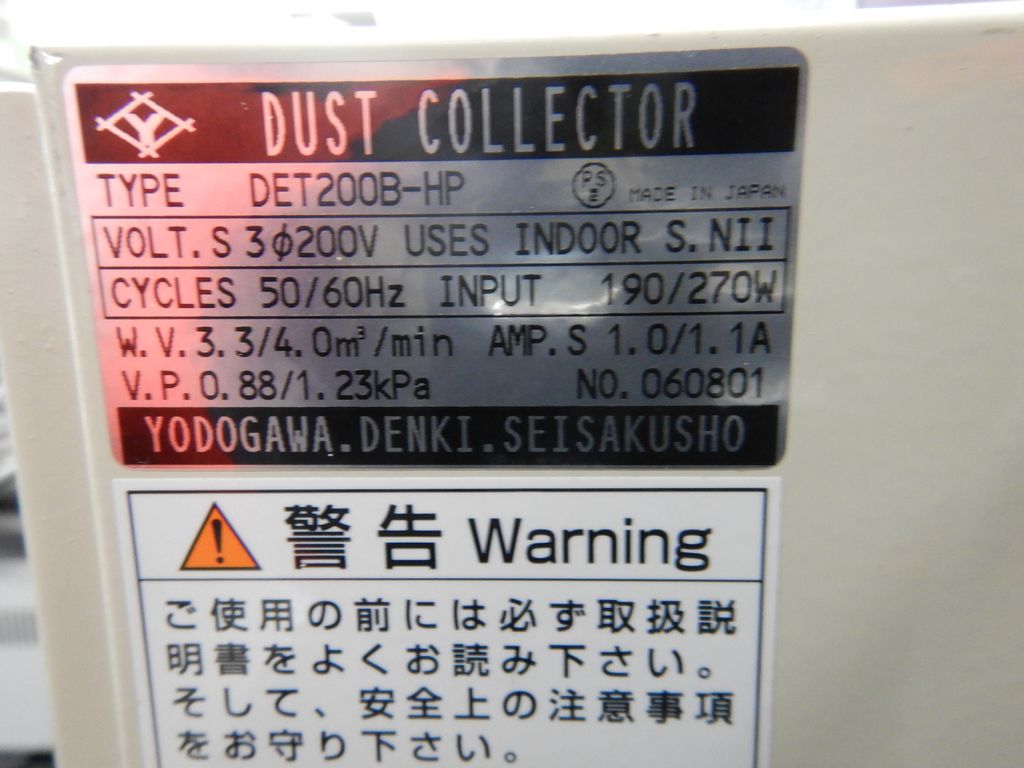 DUST COLLECTOR
TYPE DET200B-HP PS E MADE IN JAPAN
VOLT.S 3φ200V USES INDOOR S.NII
CYCLES 50/60Hz INPUT 190/270W
W.V.3.3/4.0m³/min AMP.S 1.0/1.1A
V.P.0.88/1.23kPa NO.060801
YODOGAWA.DENKI.SEISAKUSHO
警告 Warning
ご使用の前には必ず取扱説
明書をよくお読み下さい。
そして、安全上の注意事項
をお守り下さい。